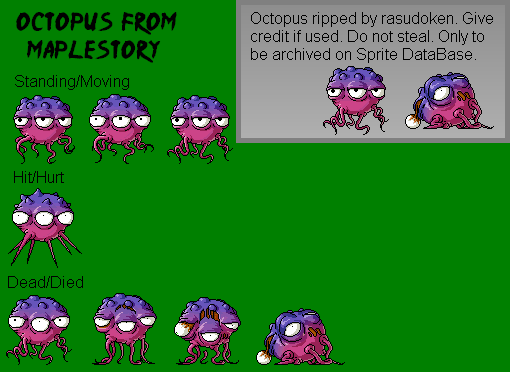 OCTOPUS FROM
MAPLESTORY
Octopus ripped by rasudoken. Give
credit if used. Do not steal. Only to
be archived on Sprite DataBase.
Standing/Moving
Hit/Hurt
Dead/Died